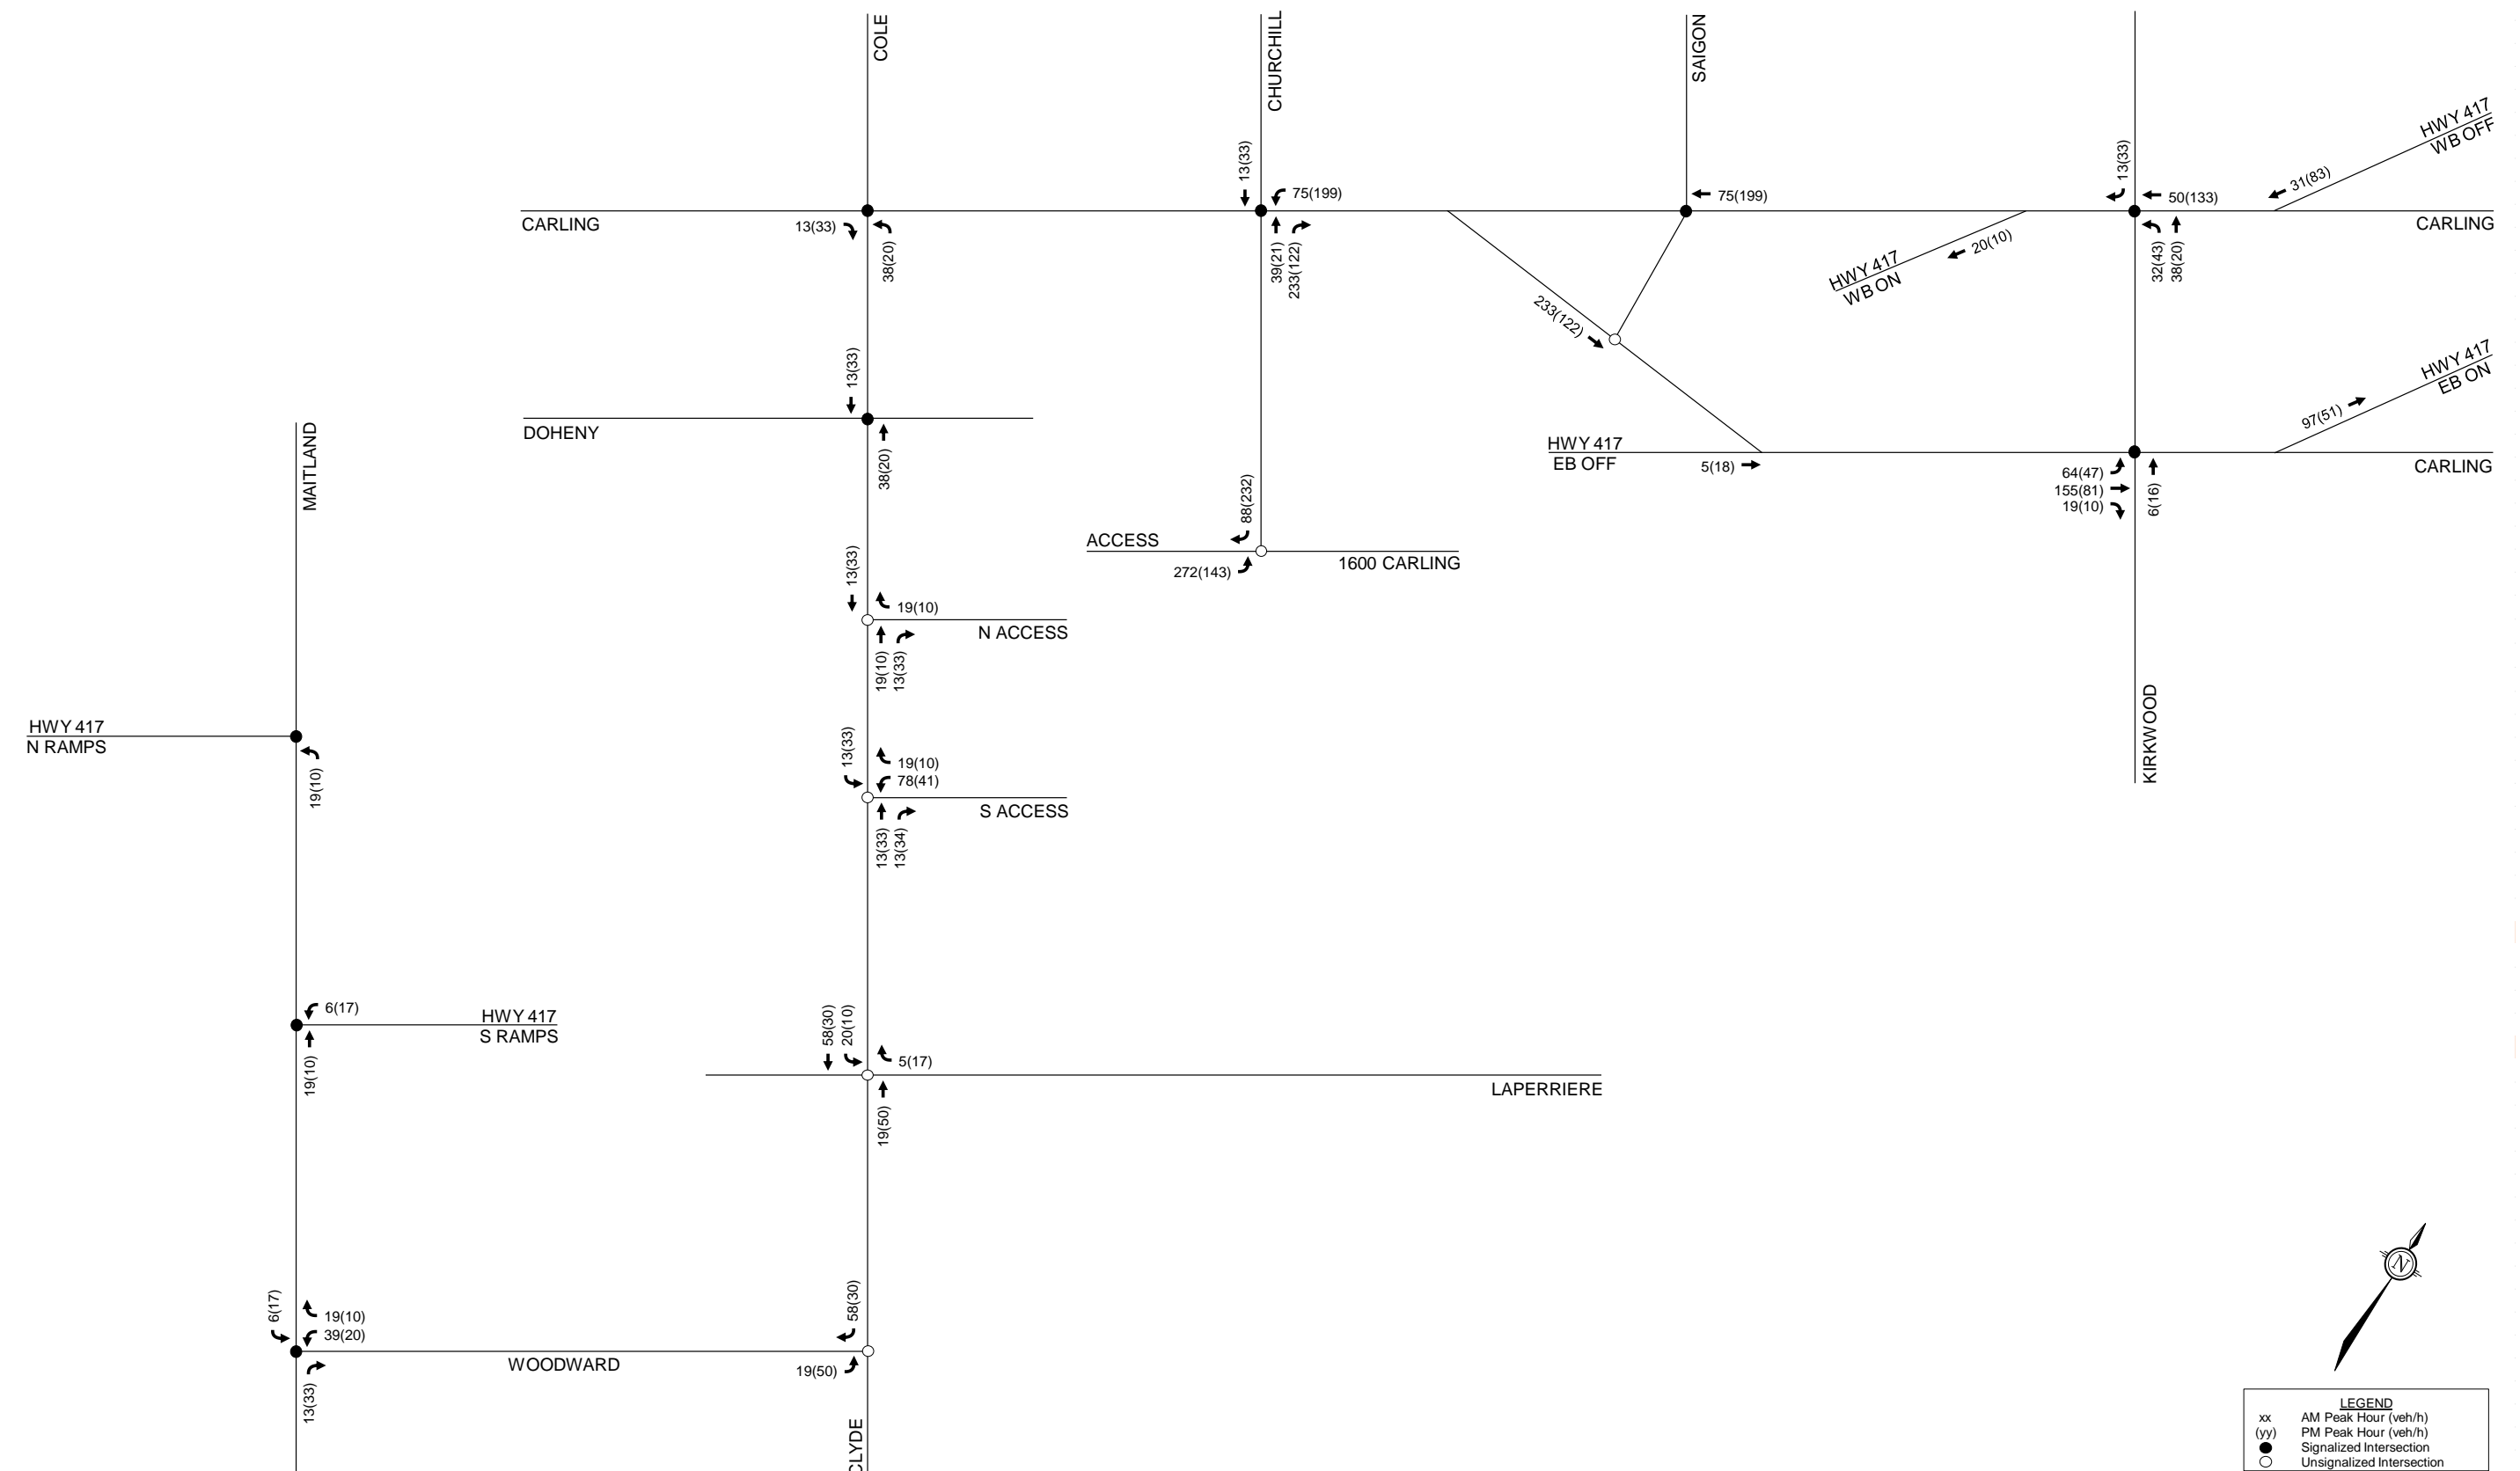 COLE
CHURCHILL
SAIGON
HWY 417
WB OFF
31(83)
13(33)
75(199)
75(199)
13(33)
50(133)
CARLING
13(33)
38(20)
39(21)
233(122)
20(10)
HWY 417
WB ON
32(43)
38(20)
CARLING
233(122)
13(33)
DOHENY
38(20)
MAITLAND
HWY 417
EB ON
97(51)
HWY 417
EB OFF
5(18)
64(47)
155(81)
19(10)
6(16)
CARLING
88(232)
ACCESS
272(143)
1600 CARLING
13(33)
19(10)
N ACCESS
19(10)
13(33)
KIRKWOOD
HWY 417
N RAMPS
19(10)
13(33)
19(10)
78(41)
S ACCESS
13(33)
13(34)
6(17)
HWY 417
S RAMPS
19(10)
58(30)
20(10)
5(17)
LAPERRIERE
19(50)
6(17)
19(10)
39(20)
13(33)
WOODWARD
58(30)
19(50)
CLYDE
N
LEGEND
xx AM Peak Hour (veh/h)
(yy) PM Peak Hour (veh/h)
Signalized Intersection
Unsignalized Intersection